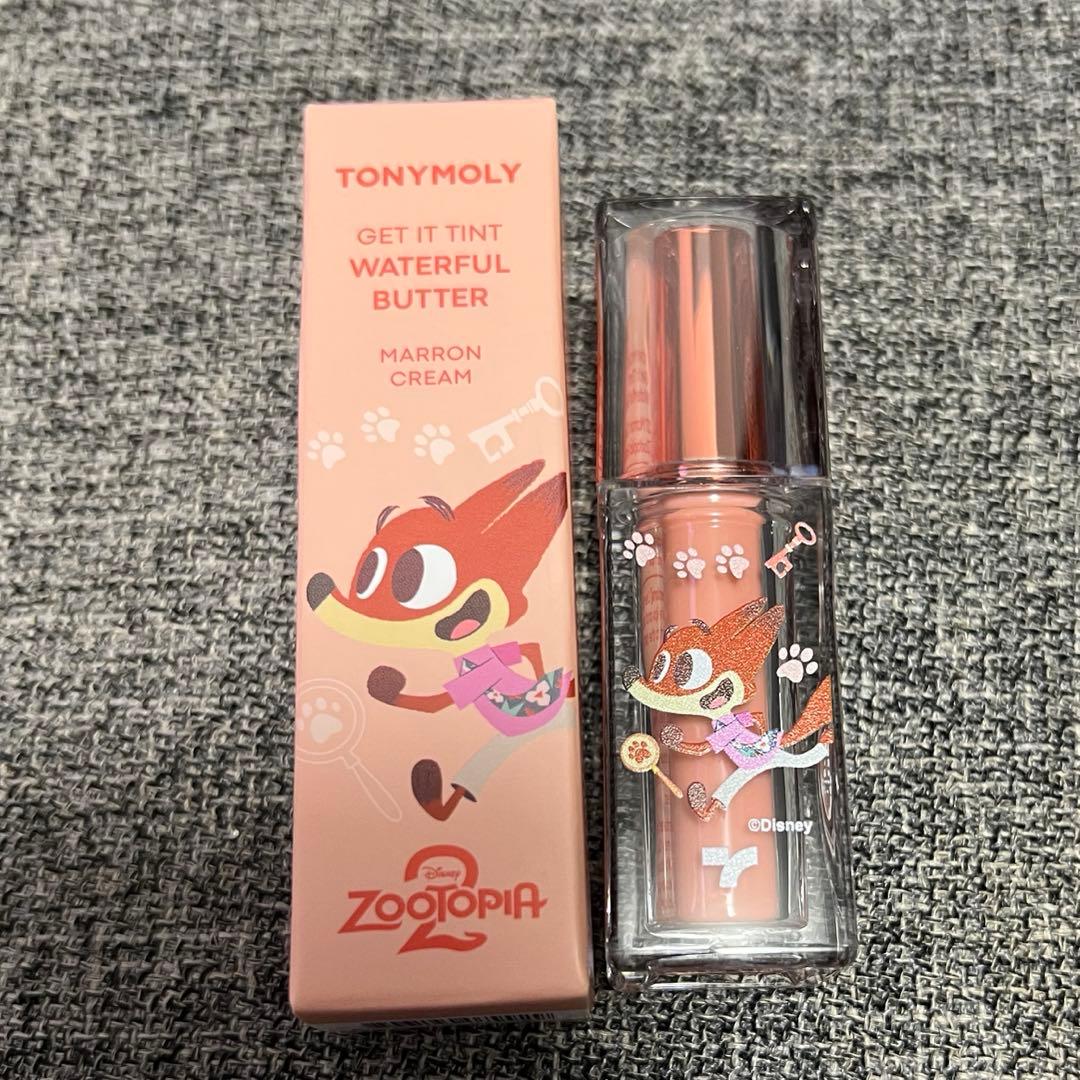 TONYMOLY
GET IT TINT
WATERFUL
BUTTER
MARRON
CREAM
Disney
ZOOTOPIA
2
©Disney